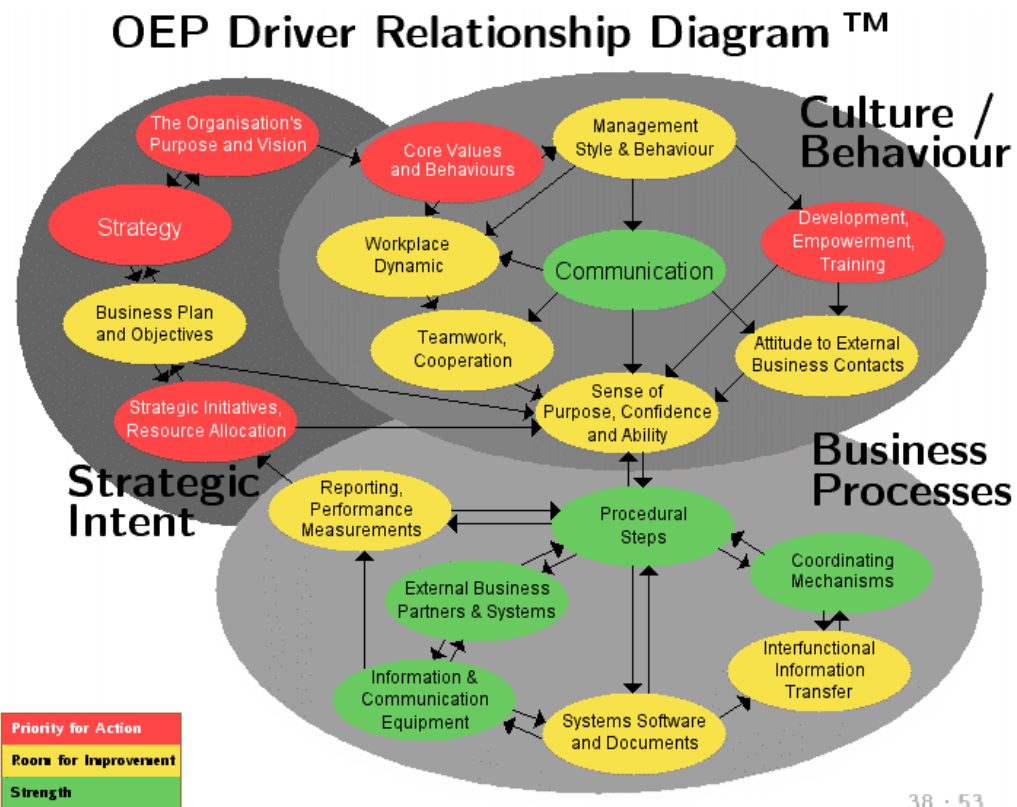 OEP Driver Relationship Diagram™
Culture /
Behaviour
The Organisation's
Purpose and Vision
Core Values
and Behaviours
Management
Style & Behaviour
Strategy
Workplace
Dynamic
Communication
Development,
Empowerment,
Training
Business Plan
and Objectives
Teamwork,
Cooperation
Attitude to External
Business Contacts
Strategic Initiatives,
Resource Allocation
Sense of
Purpose, Confidence
and Ability
Strategic
Intent
Business
Processes
Reporting,
Performance
Measurements
Procedural
Steps
Coordinating
Mechanisms
External Business
Partners & Systems
Interfunctional
Information
Transfer
Information &
Communication
Equipment
Systems Software
and Documents
Priority for Action
Room for Improvement
Strength
38 · 53